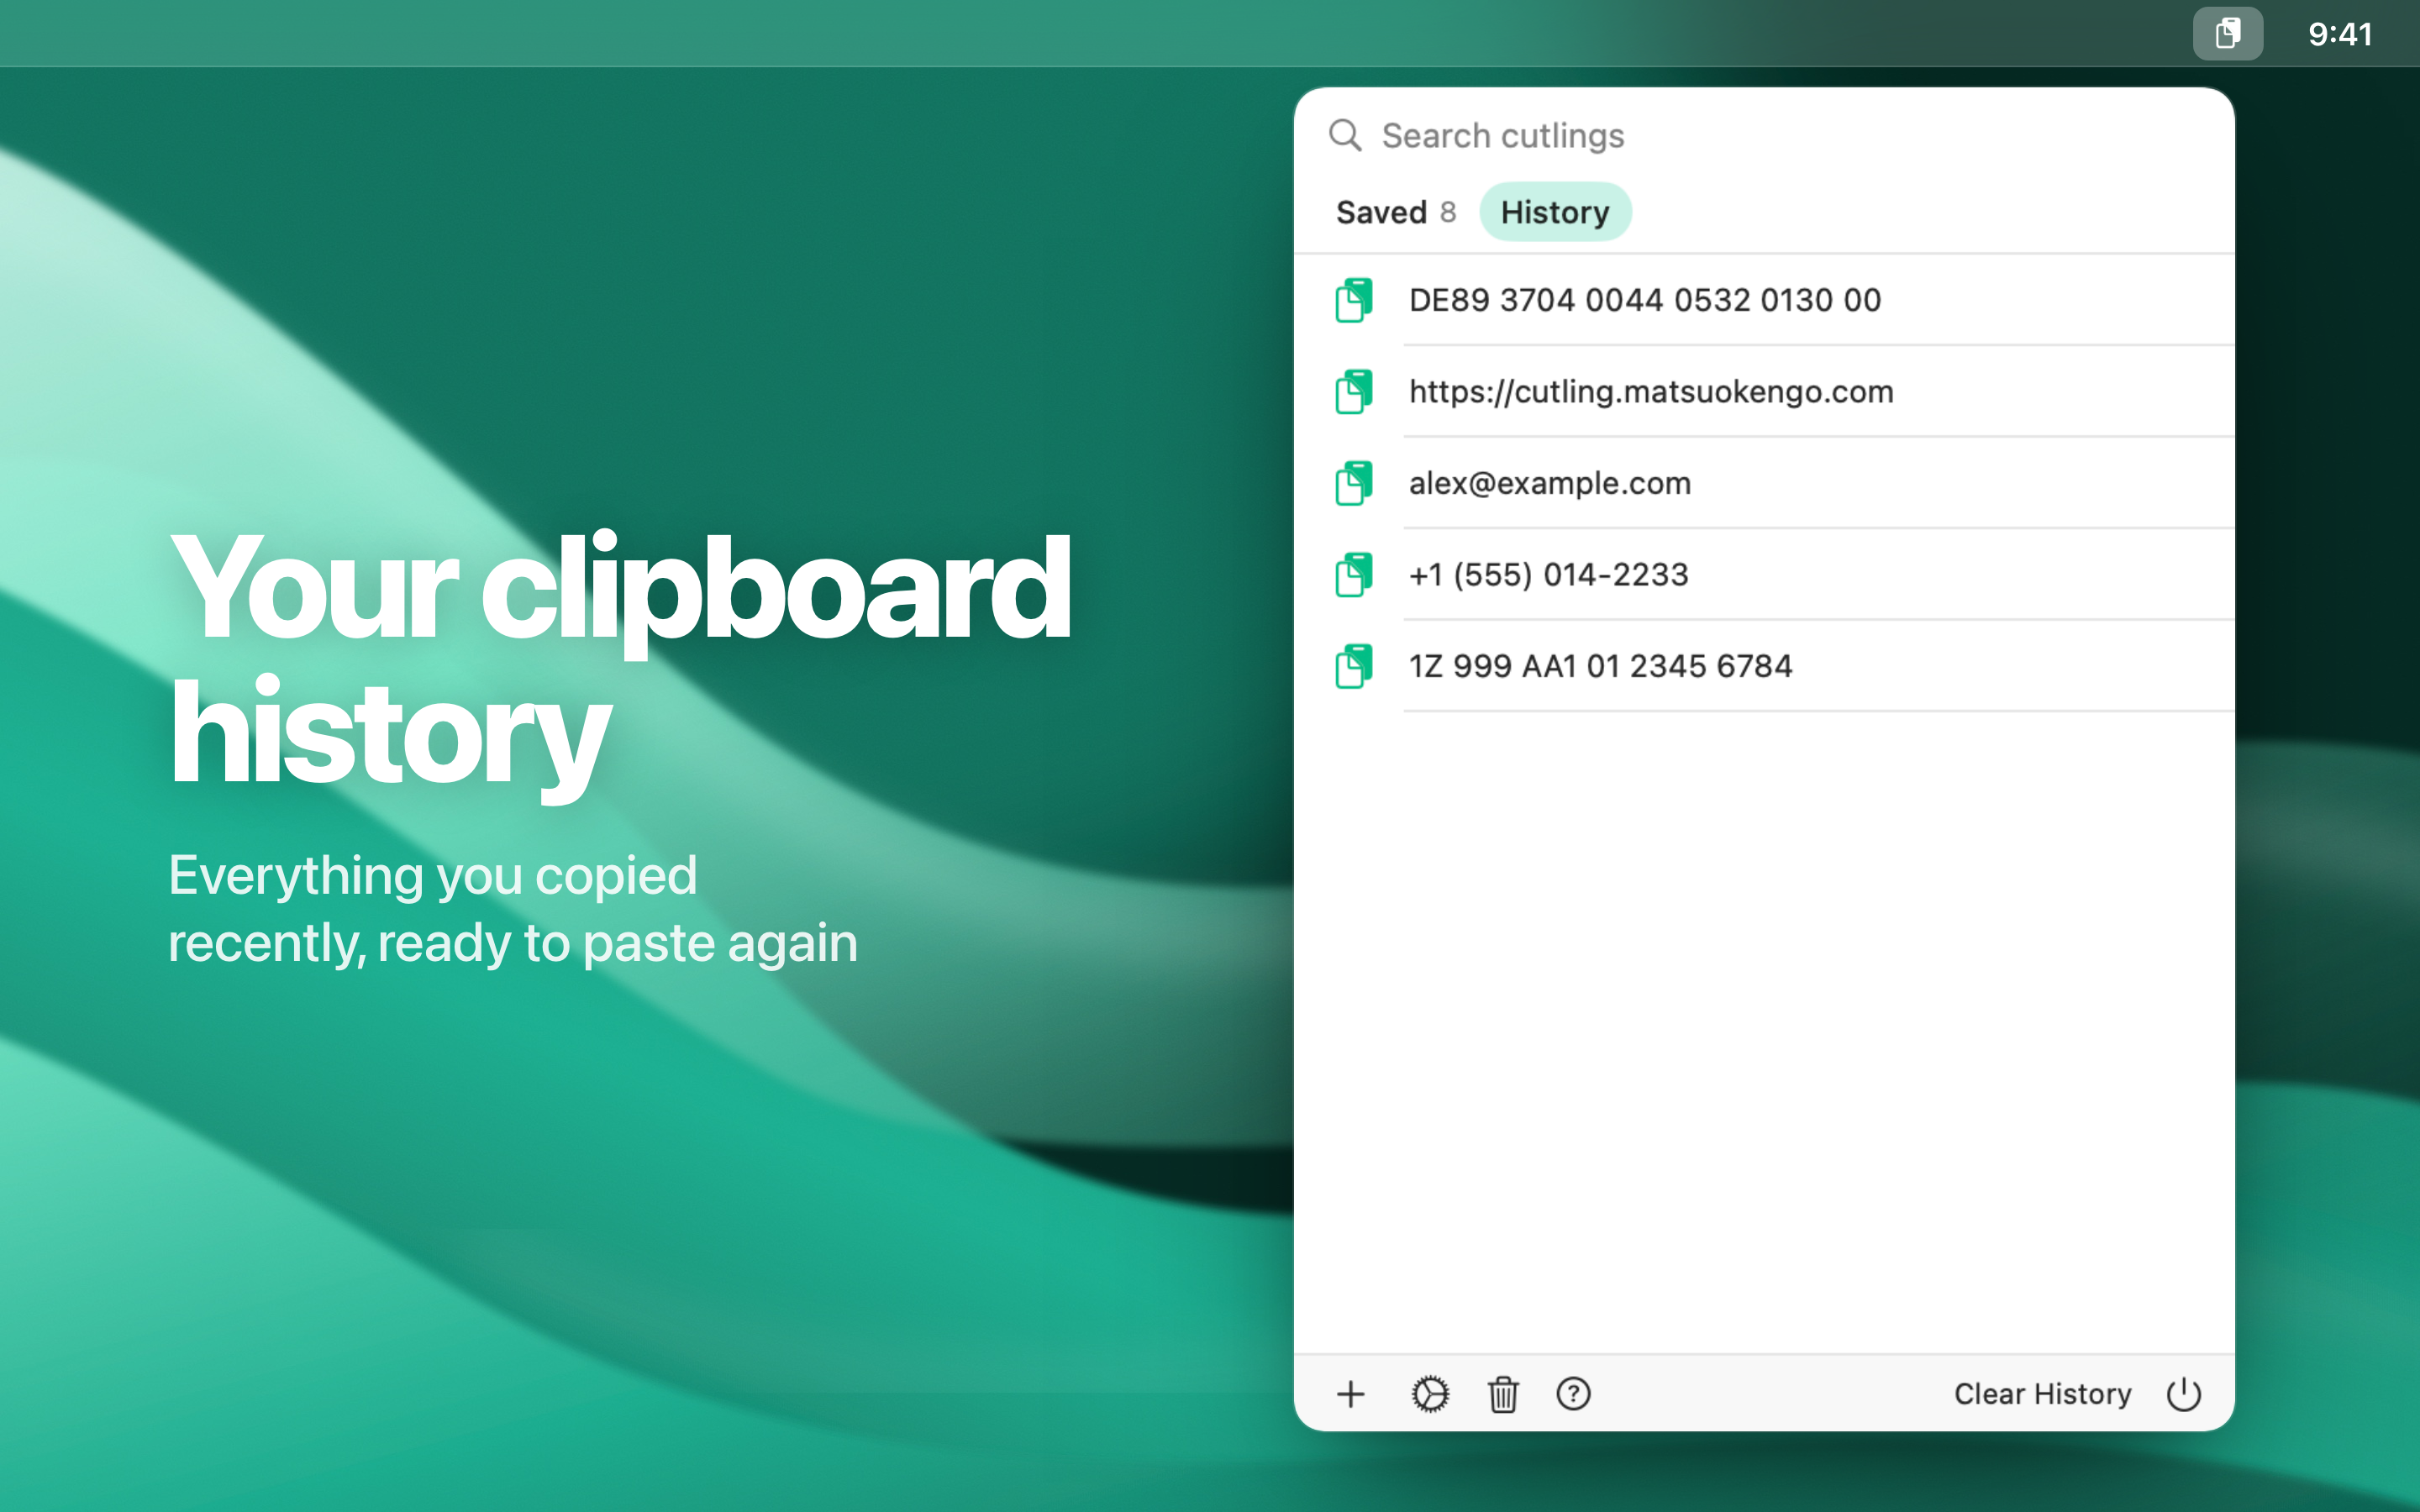 9:41
Search cutlings
Saved 8 History
DE89 3704 0044 0532 0130 00
https://cutling.matsuokengo.com
alex@example.com
+1 (555) 014-2233
1Z 999 AA1 01 2345 6784
Your clipboard
history
Everything you copied
recently, ready to paste again
Clear History